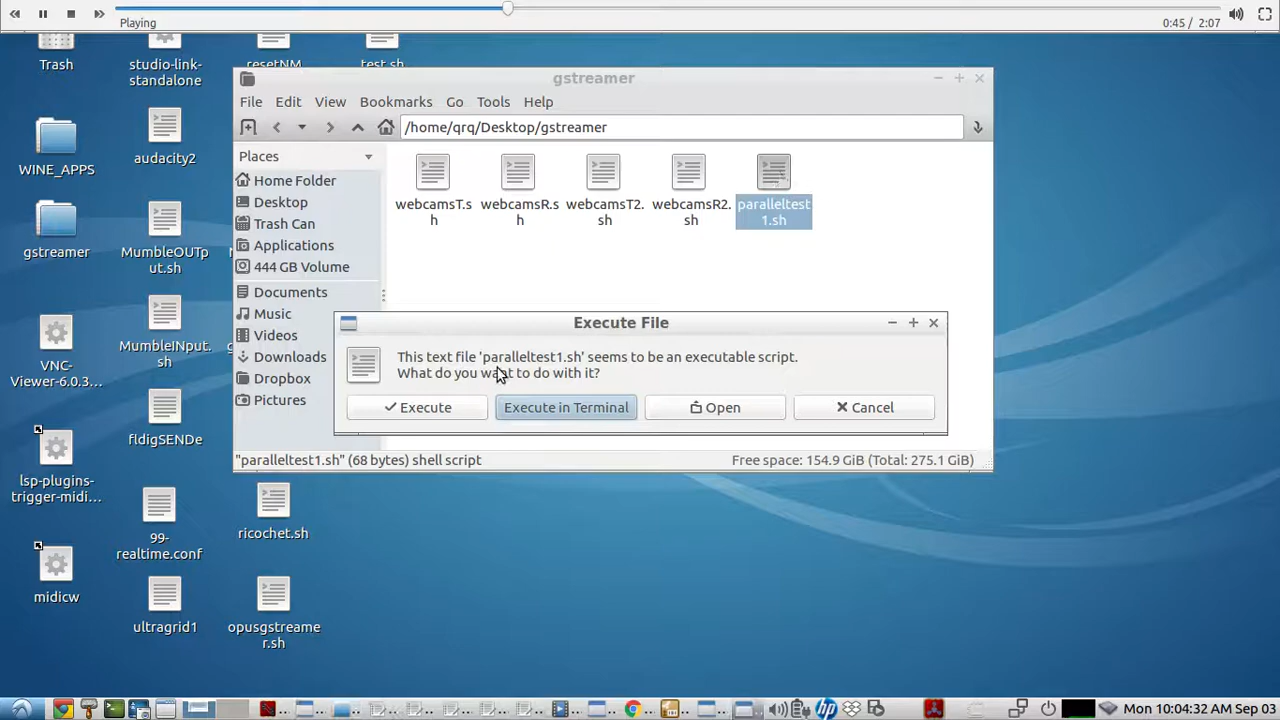 Playing
0:45 / 2:07
Trash
studio-link-
standalone
resetNM
test.sh
WINE_APPS
audacity2
gstreamer
MumbleOUTp
ut.sh
VNC-
Viewer-6.0.3...
MumbleINput.
sh
fldigSENDe
lsp-plugins-
trigger-midi...
99-
realtime.conf
ricochet.sh
midicw
ultragrid1
opusgstreame
r.sh
gstreamer
File Edit View Bookmarks Go Tools Help
/home/qrq/Desktop/gstreamer
Places
Home Folder
Desktop
Trash Can
Applications
444 GB Volume
Documents
Music
Videos
Downloads
Dropbox
Pictures
webcamsT.s
h
webcamsR.s
h
webcamsT2.
sh
webcamsR2.
sh
paralleltest
1.sh
Execute File
This text file 'paralleltest1.sh' seems to be an executable script.
What do you want to do with it?
Execute
Execute in Terminal
Open
Cancel
"paralleltest1.sh" (68 bytes) shell script
Free space: 154.9 GiB (Total: 275.1 GiB)
hp
Mon 10:04:32 AM Sep 03